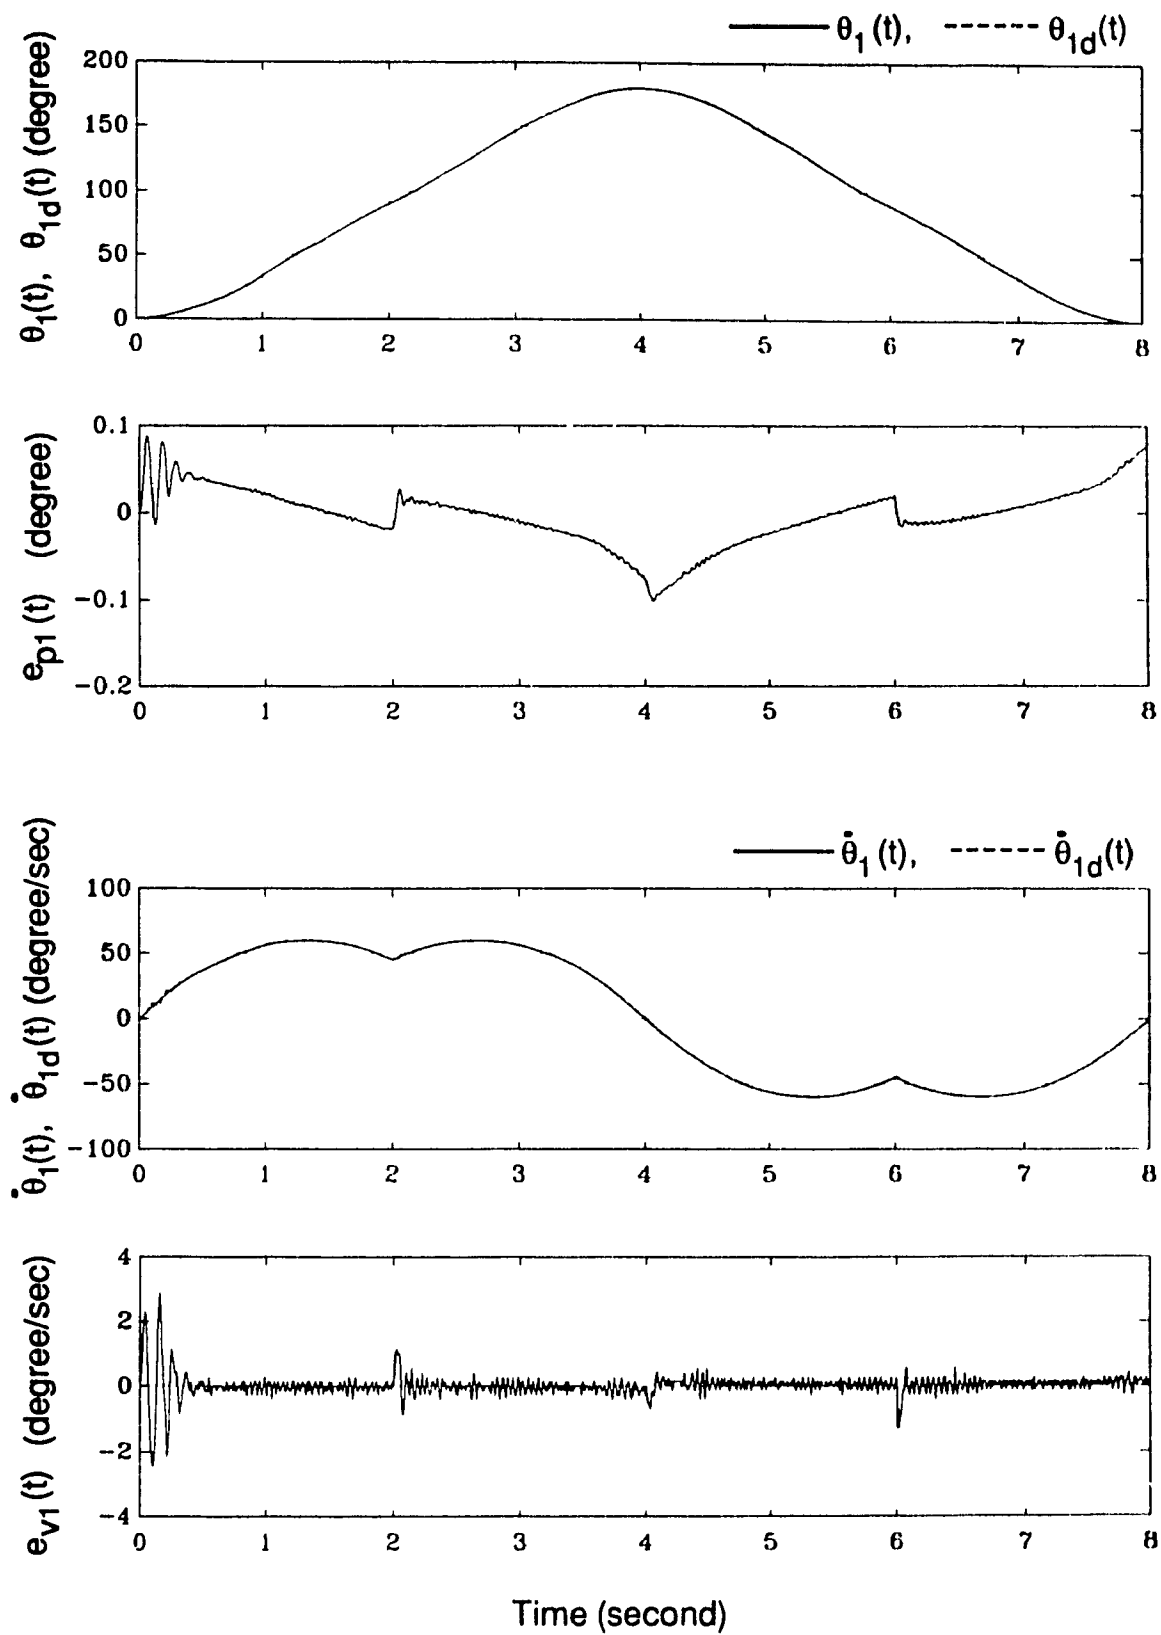 θ₁(t), θ₁d(t)
θ₁(t), θ₁d(t) (degree)
200
150
100
50
0
0 1 2 3 4 5 6 7 8
eₚ₁(t) (degree)
0.1
0
−0.1
−0.2
0 1 2 3 4 5 6 7 8
θ̇₁(t), θ̇₁d(t)
θ̇₁(t), θ̇₁d(t) (degree/sec)
100
50
0
−50
−100
0 1 2 3 4 5 6 7 8
eᵥ₁(t) (degree/sec)
4
2
0
−2
−4
0 1 2 3 4 5 6 7 8
Time (second)